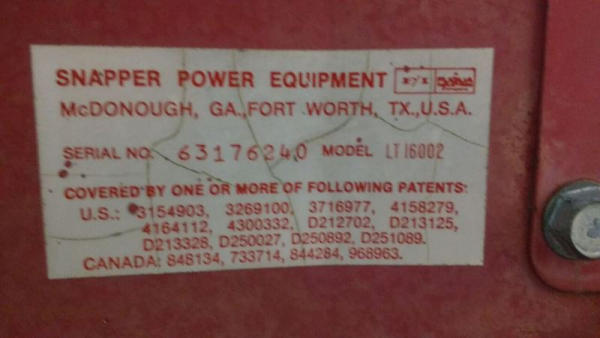 SNAPPER POWER EQUIPMENT
McDONOUGH, GA., FORT WORTH, TX., U.S.A.
SERIAL NO. 63176240 MODEL LT16002
COVERED BY ONE OR MORE OF FOLLOWING PATENTS:
U.S.: 3154903, 3269100, 3716977, 4158279,
4164112, 4300332, D212702, D213125,
D213328, D250027, D250892, D251089.
CANADA: 848134, 733714, 844284, 968963.